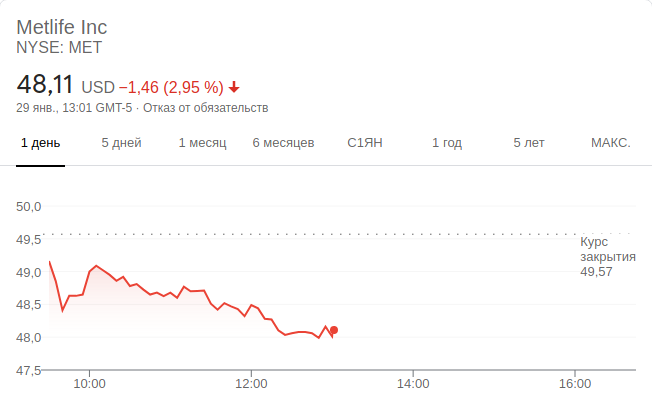 Metlife Inc
NYSE: MET
48,11 USD −1,46 (2,95 %) ↓
29 янв., 13:01 GMT-5 · Отказ от обязательств
1 день 5 дней 1 месяц 6 месяцев С1ЯН 1 год 5 лет МАКС.
50,0
49,5
Курс
закрытия
49,57
49,0
48,5
48,0
47,5
10:00 12:00 14:00 16:00